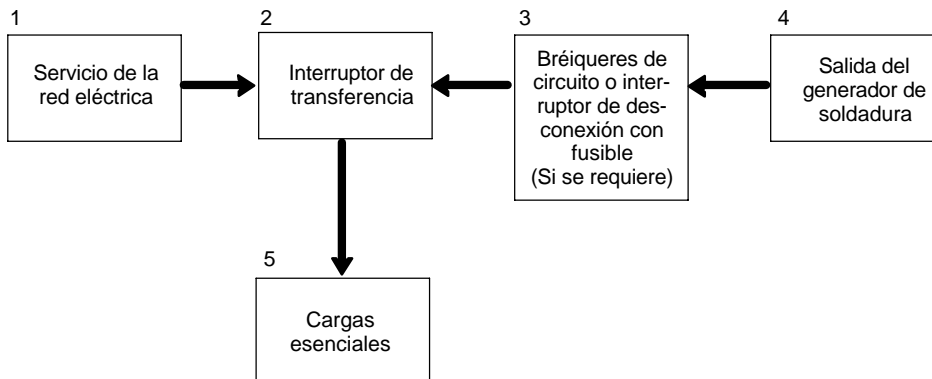 1
Servicio de la
red eléctrica
2
Interruptor de
transferencia
3
Bréiqueres de
circuito o inter-
ruptor de des-
conexión con
fusible
(Si se requiere)
4
Salida del
generador de
soldadura
5
Cargas
esenciales